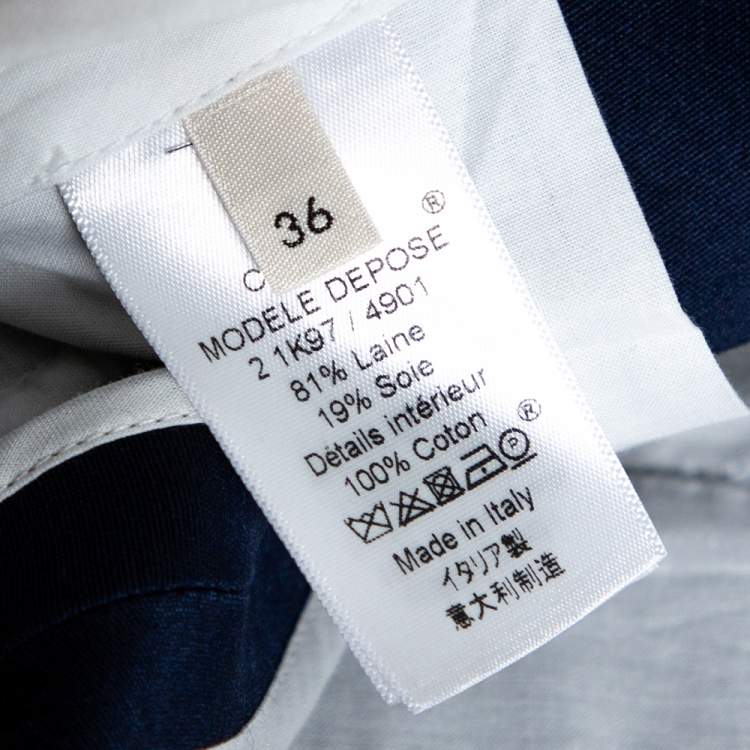 36
®
C
MODELE DEPOSE
2 1K97 / 4901
81% Laine
19% Soie
Détails intérieur
100% Coton ®
P
Made in Italy
イタリア製
意大利制造